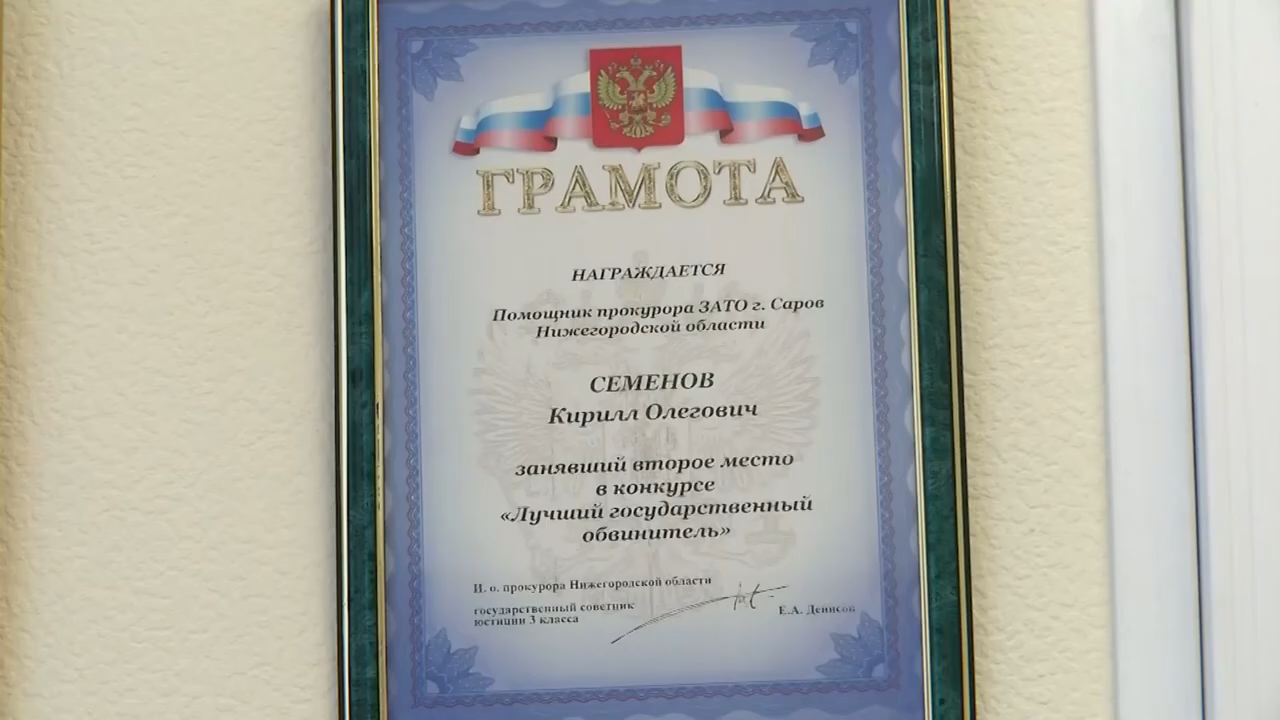 ГРАМОТА
НАГРАЖДАЕТСЯ
Помощник прокурора ЗАТО г. Саров
Нижегородской области
СЕМЕНОВ
Кирилл Олегович
занявший второе место
в конкурсе
«Лучший государственный
обвинитель»
И. о. прокурора Нижегородской области
государственный советник
юстиции 3 класса
Е.А. Денисов